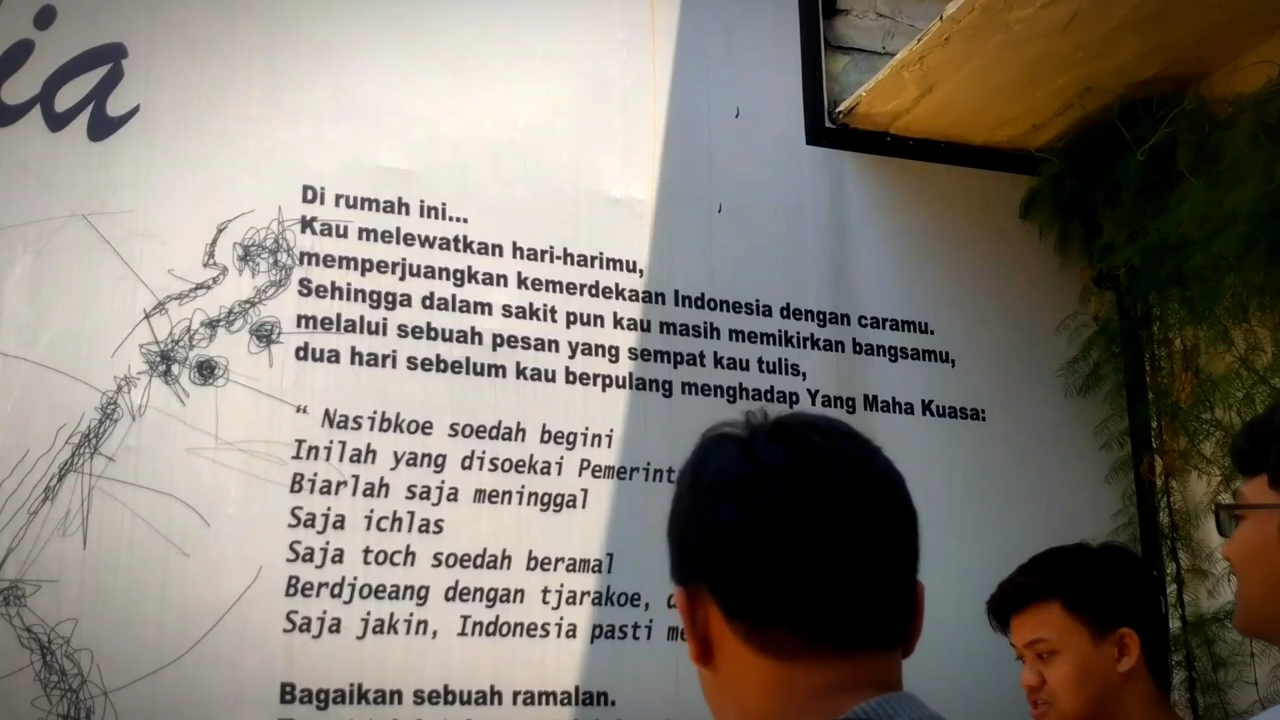 ia
Di rumah ini...
Kau melewatkan hari-harimu,
memperjuangkan kemerdekaan Indonesia dengan caramu.
Sehingga dalam sakit pun kau masih memikirkan bangsamu,
melalui sebuah pesan yang sempat kau tulis,
dua hari sebelum kau berpulang menghadap Yang Maha Kuasa:
“ Nasibkoe soedah begini
Inilah yang disoekai
Biarlah saja meninggal
Saja ichlas
Saja toch soedah beramal
Berdjoeang dengan tjarakoe,
Saja jakin, Indonesia pasti
Bagaikan sebuah ramalan.